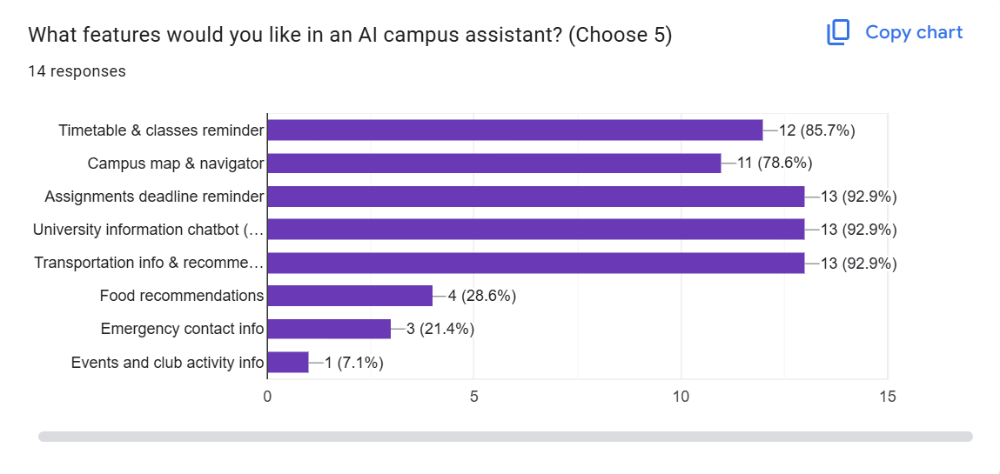 What features would you like in an AI campus assistant? (Choose 5)
Copy chart
14 responses
Timetable & classes reminder 12 (85.7%)
Campus map & navigator 11 (78.6%)
Assignments deadline reminder 13 (92.9%)
University information chatbot (… 13 (92.9%)
Transportation info & recomme… 13 (92.9%)
Food recommendations 4 (28.6%)
Emergency contact info 3 (21.4%)
Events and club activity info 1 (7.1%)
0 5 10 15